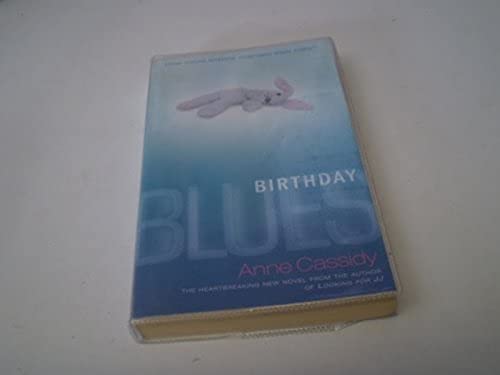 BIRTHDAY
BLUES
Anne Cassidy
THE HEARTBREAKING NEW NOVEL FROM THE AUTHOR
OF LOOKING FOR JJ